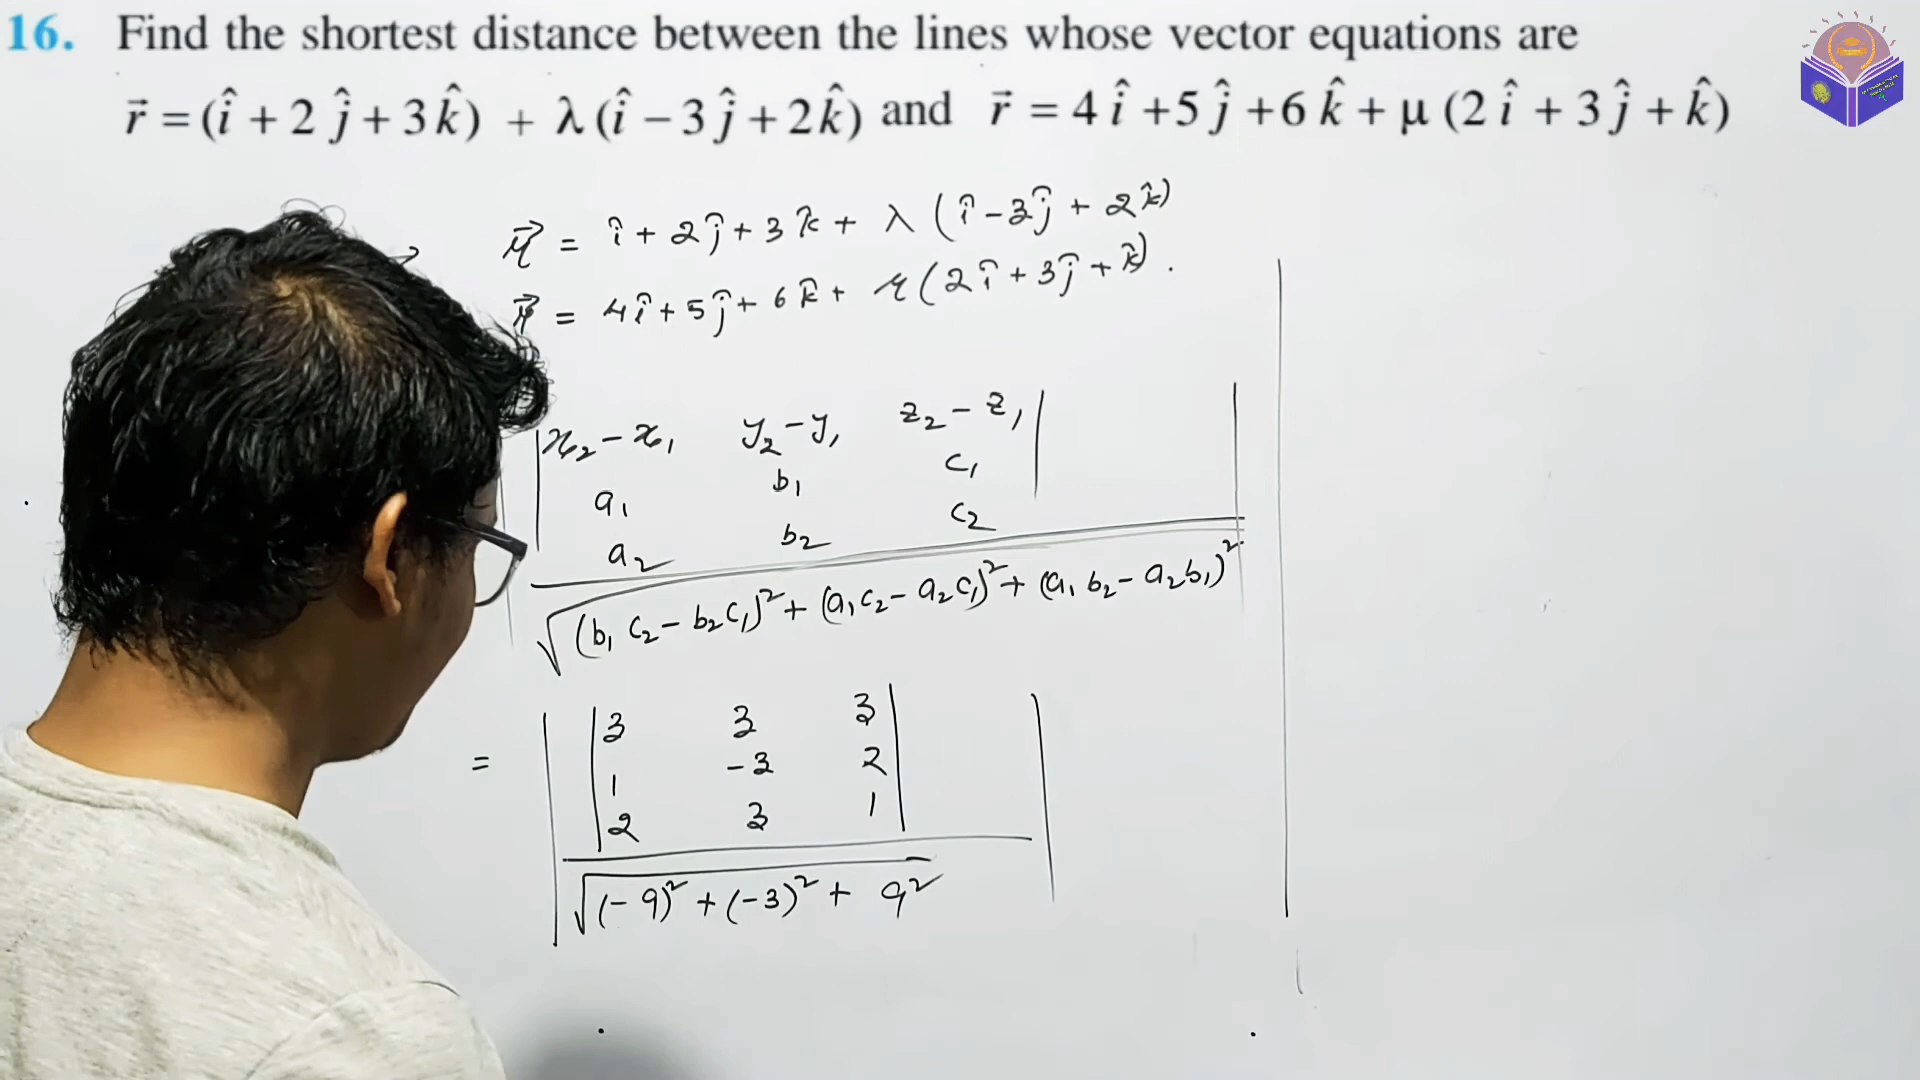 16. Find the shortest distance between the lines whose vector equations are
r⃗ = (î + 2ĵ + 3k̂) + λ(î − 3ĵ + 2k̂) and r⃗ = 4î + 5ĵ + 6k̂ + μ(2î + 3ĵ + k̂)
r⃗ = î + 2ĵ + 3k̂ + λ(î − 3ĵ + 2k̂)
r⃗ = 4î + 5ĵ + 6k̂ + μ(2î + 3ĵ + k̂).
x₂ − x₁ y₂ − y₁ z₂ − z₁
a₁ b₁ c₁
a₂ b₂ c₂
√(b₁c₂ − b₂c₁)² + (a₁c₂ − a₂c₁)² + (a₁b₂ − a₂b₁)²
3 3 3
= 1 −3 2
2 3 1
√(−9)² + (−3)² + 9²